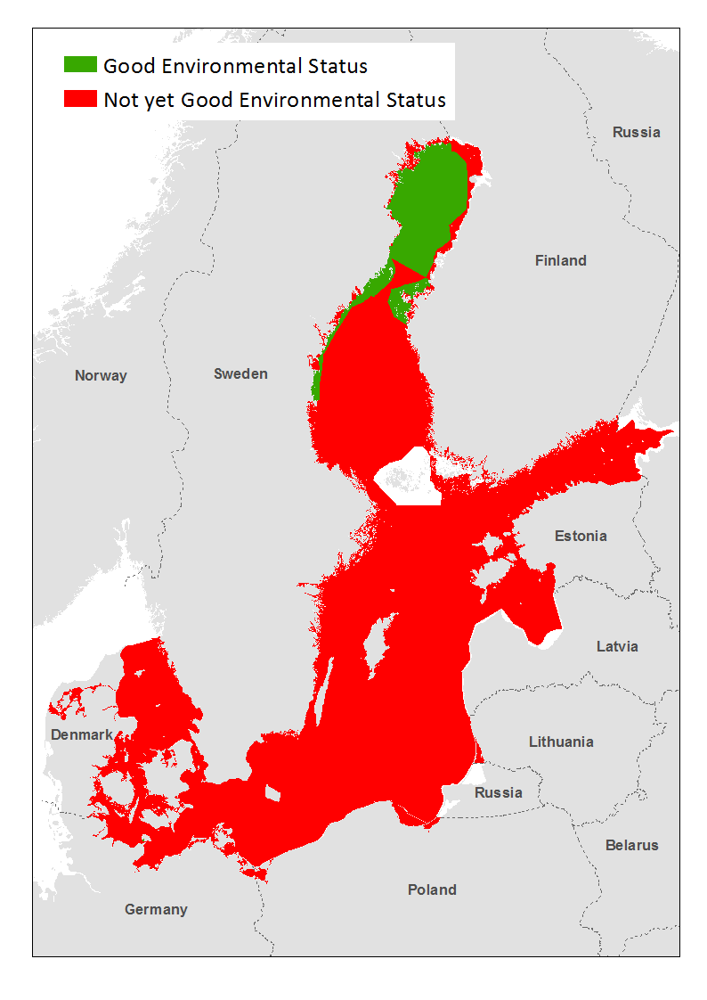 Good Environmental Status
Not yet Good Environmental Status
Russia
Finland
Norway
Sweden
Estonia
Latvia
Denmark
Lithuania
Russia
Belarus
Poland
Germany